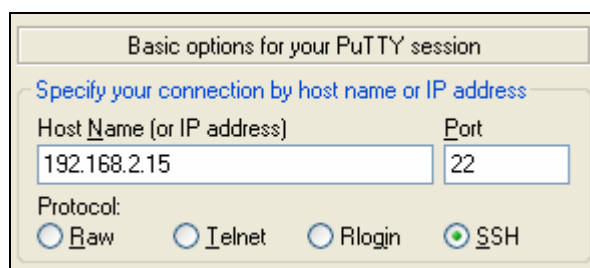 Basic options for your PuTTY session
Specify your connection by host name or IP address
Host Name (or IP address) Port
192.168.2.15 22
Protocol:
Raw Telnet Rlogin SSH